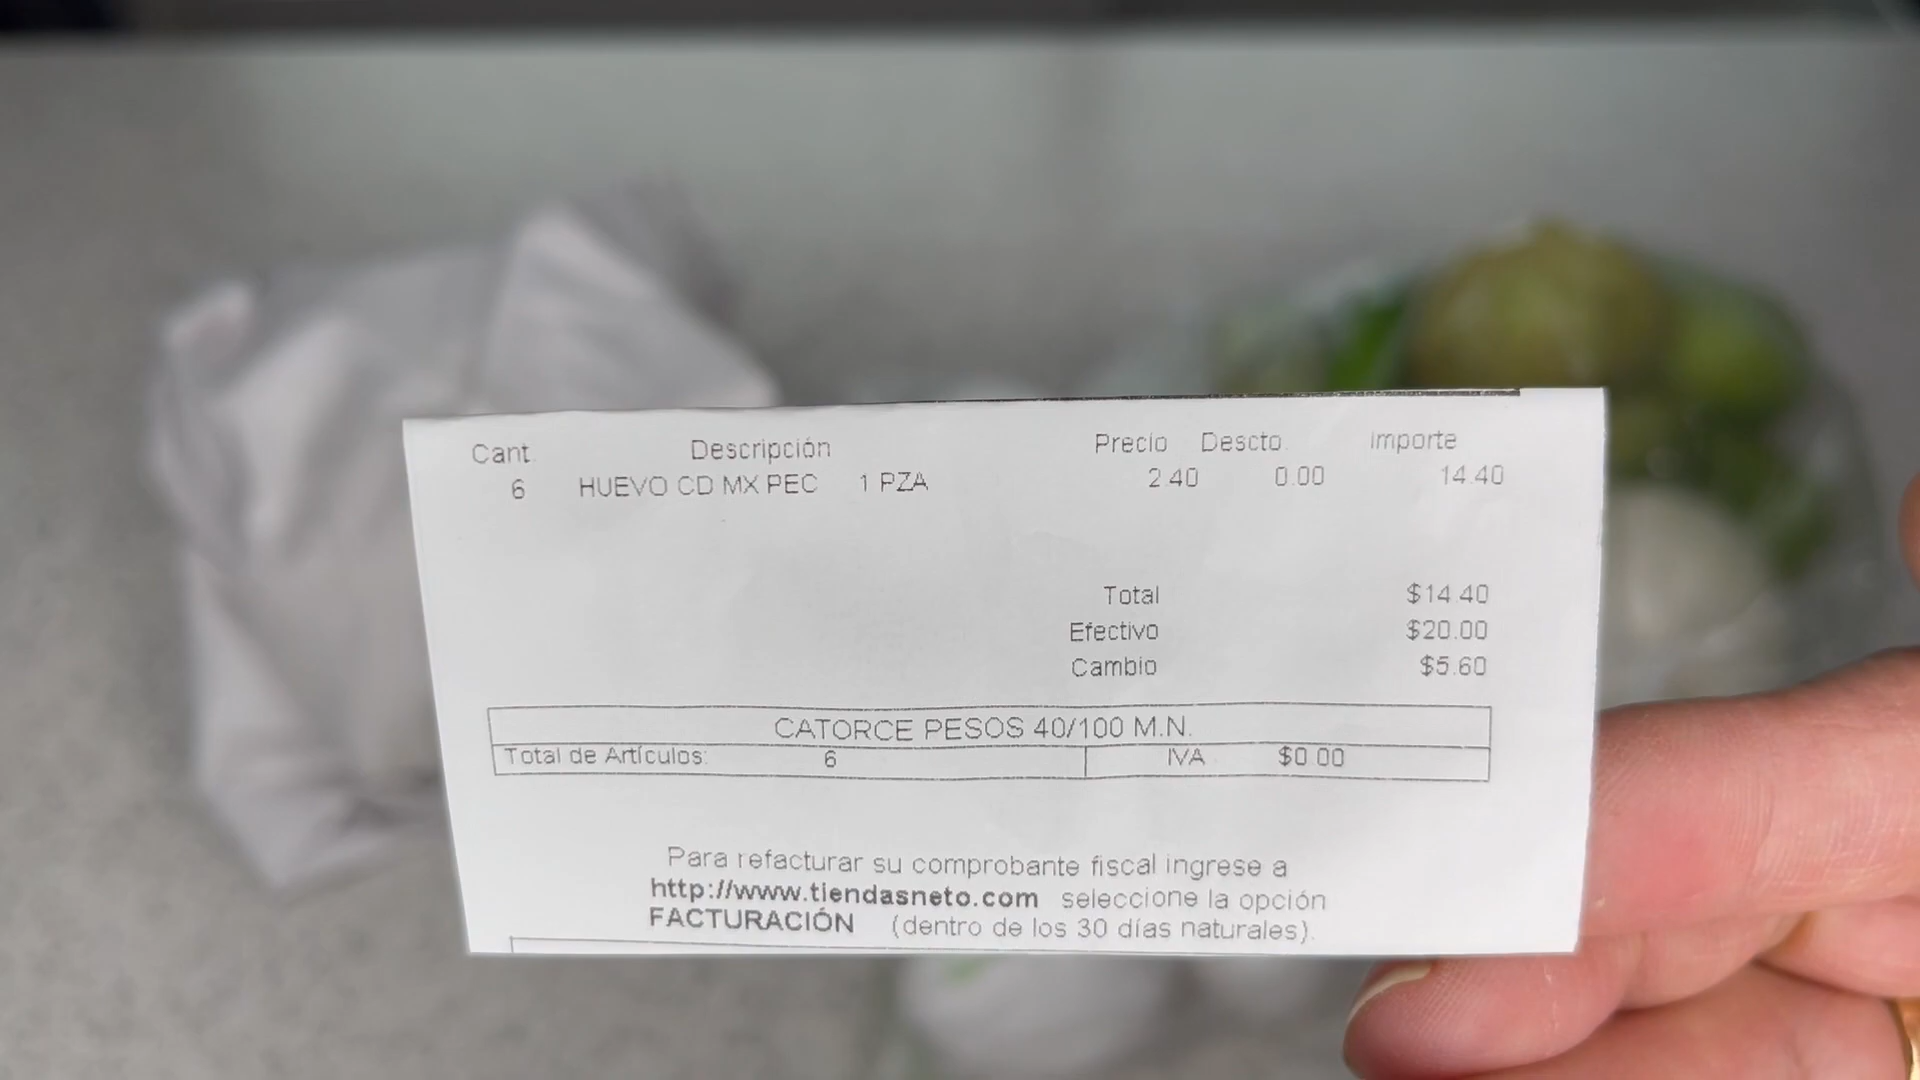 Cant. Descripción Precio Descto. Importe
6 HUEVO CD MX PEC 1 PZA 2.40 0.00 14.40
Total $14.40
Efectivo $20.00
Cambio $5.60
CATORCE PESOS 40/100 M.N.
Total de Artículos: 6 IVA $0.00
Para refacturar su comprobante fiscal ingrese a
http://www.tiendasneto.com seleccione la opción
FACTURACIÓN (dentro de los 30 días naturales).